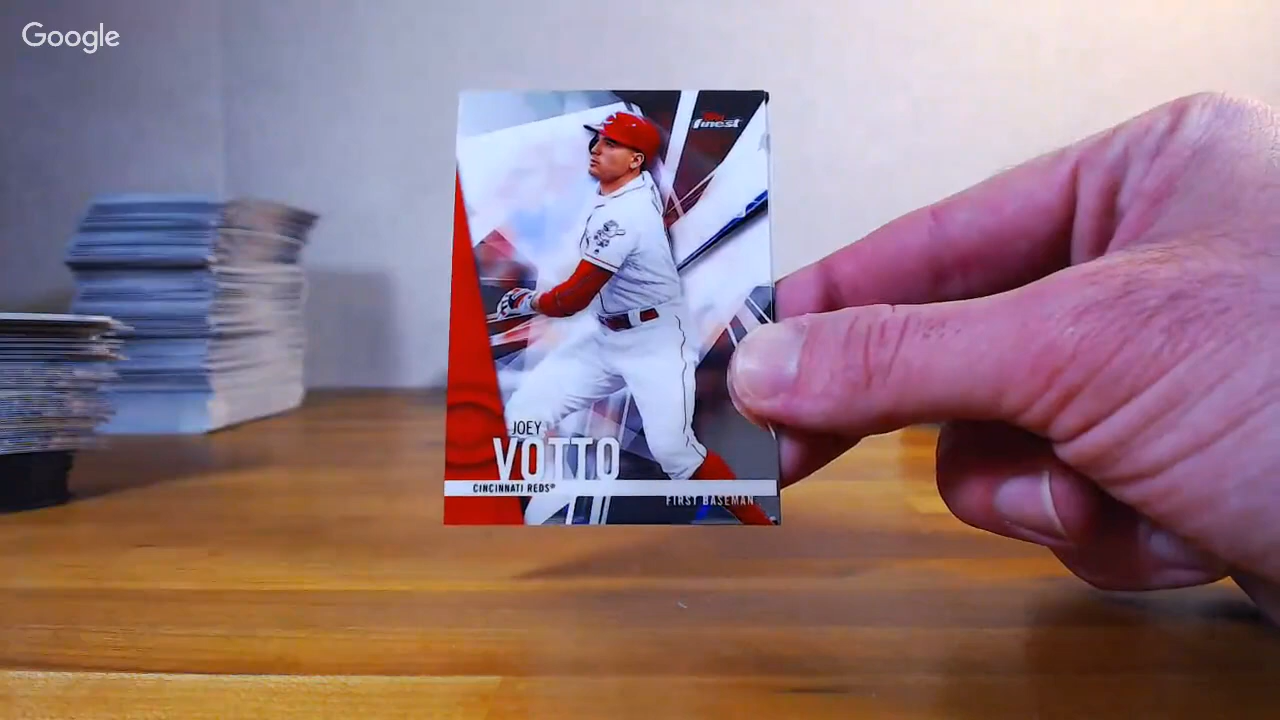 Google
Topps
finest
JOEY
VOTTO
CINCINNATI REDS®
FIRST BASEMAN